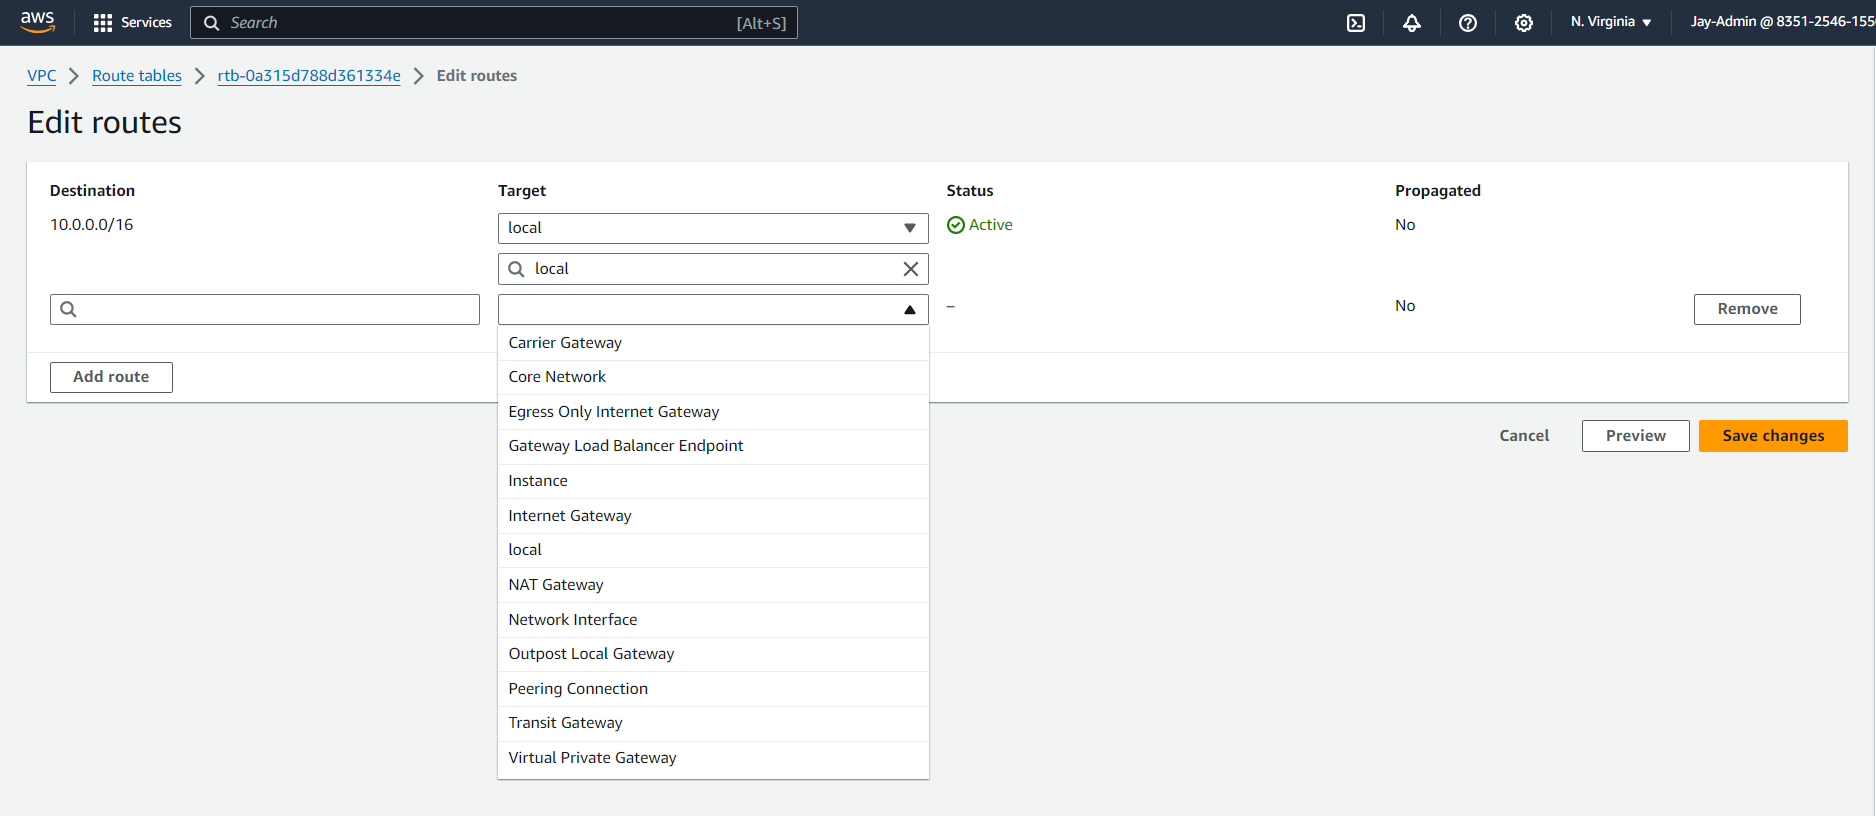 aws Services Search [Alt+S] N. Virginia Jay-Admin @ 8351-2546-155
VPC Route tables rtb-0a315d788d361334e Edit routes
Edit routes
Destination Target Status Propagated
10.0.0.0/16 local Active No
local
– No Remove
Carrier Gateway
Add route Core Network
Egress Only Internet Gateway
Cancel Preview Save changes
Gateway Load Balancer Endpoint
Instance
Internet Gateway
local
NAT Gateway
Network Interface
Outpost Local Gateway
Peering Connection
Transit Gateway
Virtual Private Gateway